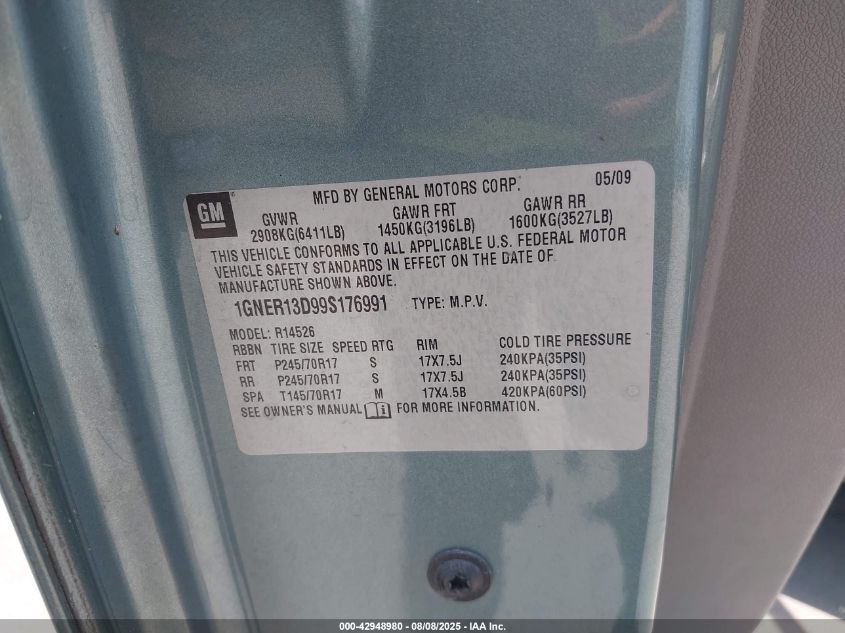 MFD BY GENERAL MOTORS CORP. 05/09
GM
GVWR GAWR FRT GAWR RR
2908KG(6411LB) 1450KG(3196LB) 1600KG(3527LB)
THIS VEHICLE CONFORMS TO ALL APPLICABLE U.S. FEDERAL MOTOR
VEHICLE SAFETY STANDARDS IN EFFECT ON THE DATE OF
MANUFACTURE SHOWN ABOVE.
1GNER13D99S176991 TYPE: M.P.V.
MODEL: R14526
RBBN TIRE SIZE SPEED RTG RIM COLD TIRE PRESSURE
FRT P245/70R17 S 17X7.5J 240KPA(35PSI)
RR P245/70R17 S 17X7.5J 240KPA(35PSI)
SPA T145/70R17 M 17X4.5B 420KPA(60PSI)
SEE OWNER'S MANUAL i FOR MORE INFORMATION.
000-42948980 - 08/08/2025 - IAA Inc.